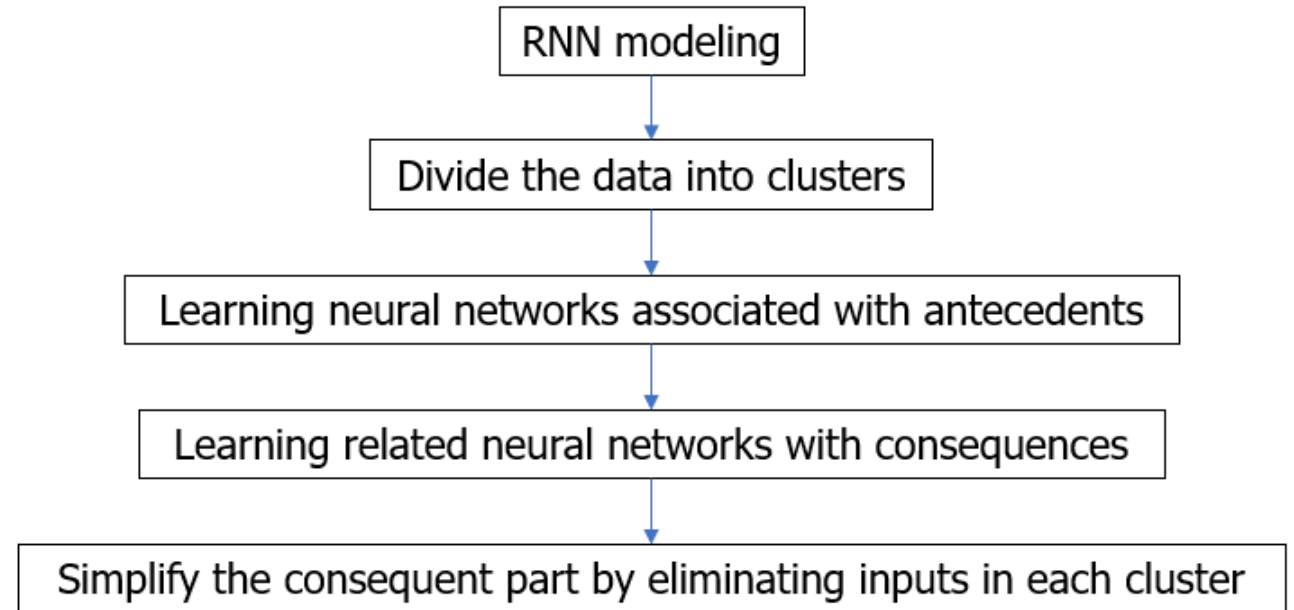 RNN modeling
Divide the data into clusters
Learning neural networks associated with antecedents
Learning related neural networks with consequences
Simplify the consequent part by eliminating inputs in each cluster